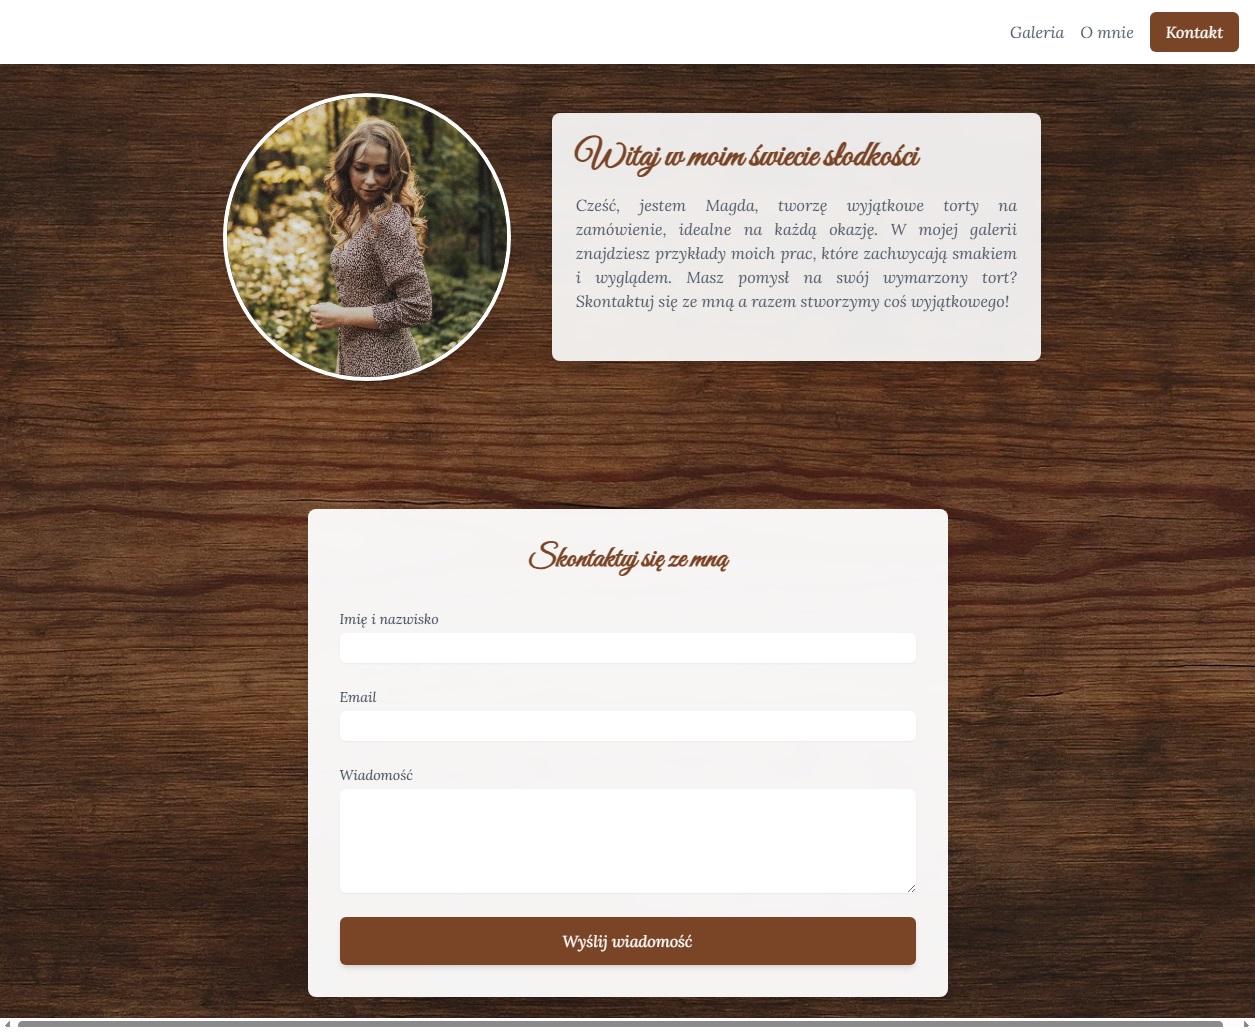 Galeria O mnie Kontakt
Witaj w moim świecie słodkości
Cześć, jestem Magda, tworzę wyjątkowe torty na
zamówienie, idealne na każdą okazję. W mojej galerii
znajdziesz przykłady moich prac, które zachwycają smakiem
i wyglądem. Masz pomysł na swój wymarzony tort?
Skontaktuj się ze mną a razem stworzymy coś wyjątkowego!
Skontaktuj się ze mną
Imię i nazwisko
Email
Wiadomość
Wyślij wiadomość